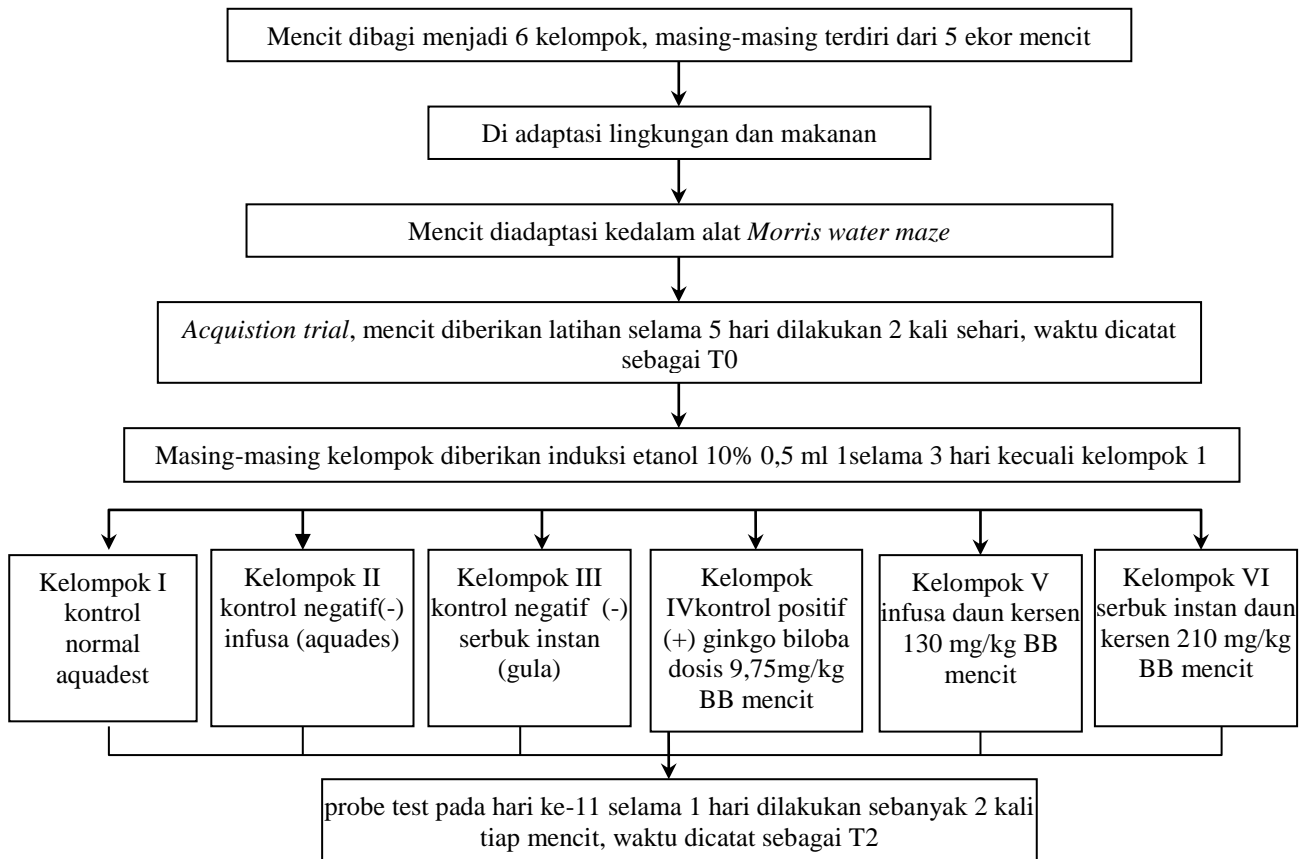 Mencit dibagi menjadi 6 kelompok, masing-masing terdiri dari 5 ekor mencit
Di adaptasi lingkungan dan makanan
Mencit diadaptasi kedalam alat Morris water maze
Acquistion trial, mencit diberikan latihan selama 5 hari dilakukan 2 kali sehari, waktu dicatat
sebagai T0
Masing-masing kelompok diberikan induksi etanol 10% 0,5 ml 1selama 3 hari kecuali kelompok 1
Kelompok I
kontrol
normal
aquadest
Kelompok II
kontrol negatif(-)
infusa (aquades)
Kelompok III
kontrol negatif (-)
serbuk instan
(gula)
Kelompok
IVkontrol positif
(+) ginkgo biloba
dosis 9,75mg/kg
BB mencit
Kelompok V
infusa daun kersen
130 mg/kg BB
mencit
Kelompok VI
serbuk instan daun
kersen 210 mg/kg
BB mencit
probe test pada hari ke-11 selama 1 hari dilakukan sebanyak 2 kali
tiap mencit, waktu dicatat sebagai T2